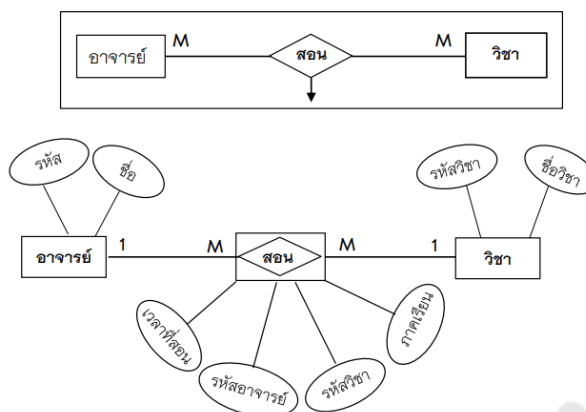 อาจารย์ M สอน M วิชา
รหัส ชื่อ รหัสวิชา ชื่อวิชา
อาจารย์ 1 M สอน M 1 วิชา
เวลาที่สอน รหัสอาจารย์ รหัสวิชา ภาคเรียน